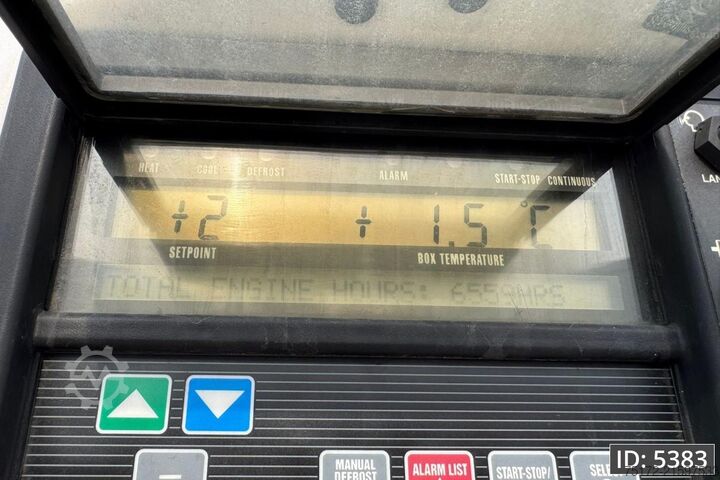 HEAT COOL DEFROST ALARM START-STOP CONTINUOUS
+2 + 1.5 °C
SETPOINT BOX TEMPERATURE
TOTAL ENGINE HOURS:
MANUAL DEFROST
ALARM LIST
START-STOP/
ID: 5383